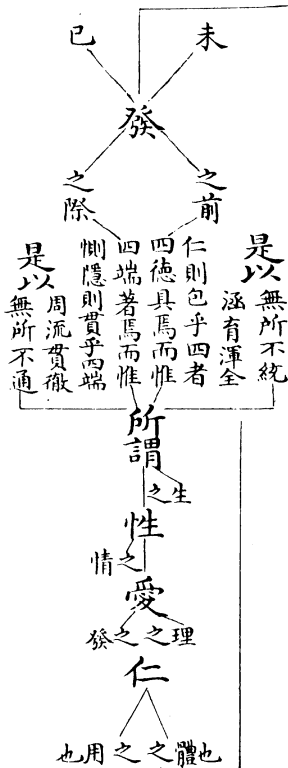 未
已
發
之前
之際
四德具焉而惟
仁則包乎四者
是以
涵育渾全
無所不統
四端著焉而惟
惻隱則貫乎四端
是以
周流貫徹
無所不通
所謂
生之
性
之情
愛
之理
之發
仁
之體也
之用也